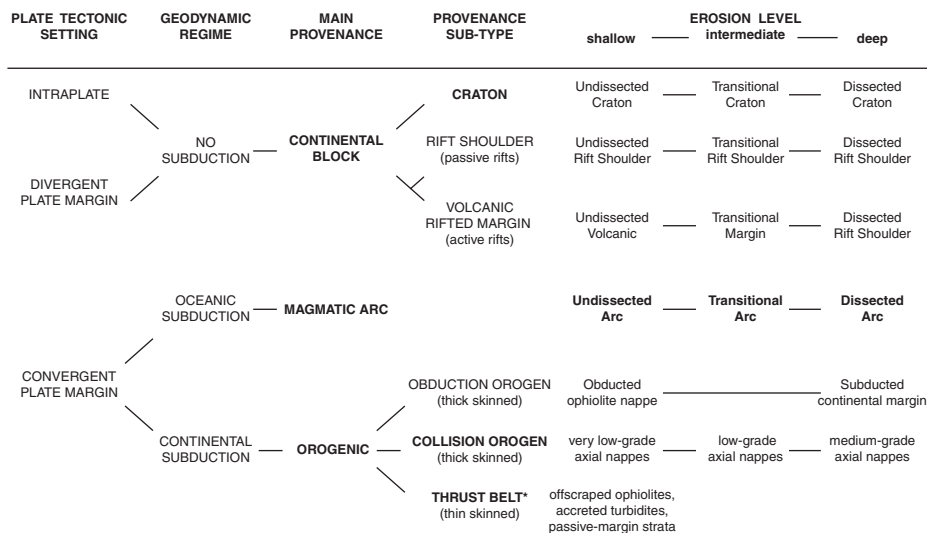 PLATE TECTONIC SETTING
GEODYNAMIC REGIME
MAIN PROVENANCE
PROVENANCE SUB-TYPE
EROSION LEVEL
shallow
intermediate
deep
INTRAPLATE
DIVERGENT
PLATE MARGIN
NO
SUBDUCTION
CONTINENTAL
BLOCK
CRATON
Undissected
Craton
Transitional
Craton
Dissected
Craton
RIFT SHOULDER
(passive rifts)
Undissected
Rift Shoulder
Transitional
Rift Shoulder
Dissected
Rift Shoulder
VOLCANIC
RIFTED MARGIN
(active rifts)
Undissected
Volcanic
Transitional
Margin
Dissected
Rift Shoulder
CONVERGENT
PLATE MARGIN
OCEANIC
SUBDUCTION
MAGMATIC ARC
Undissected
Arc
Transitional
Arc
Dissected
Arc
CONTINENTAL
SUBDUCTION
OROGENIC
OBDUCTION OROGEN
(thick skinned)
Obducted
ophiolite nappe
Subducted
continental margin
COLLISION OROGEN
(thick skinned)
very low-grade
axial nappes
low-grade
axial nappes
medium-grade
axial nappes
THRUST BELT*
(thin skinned)
offscraped ophiolites,
accreted turbidites,
passive-margin strata